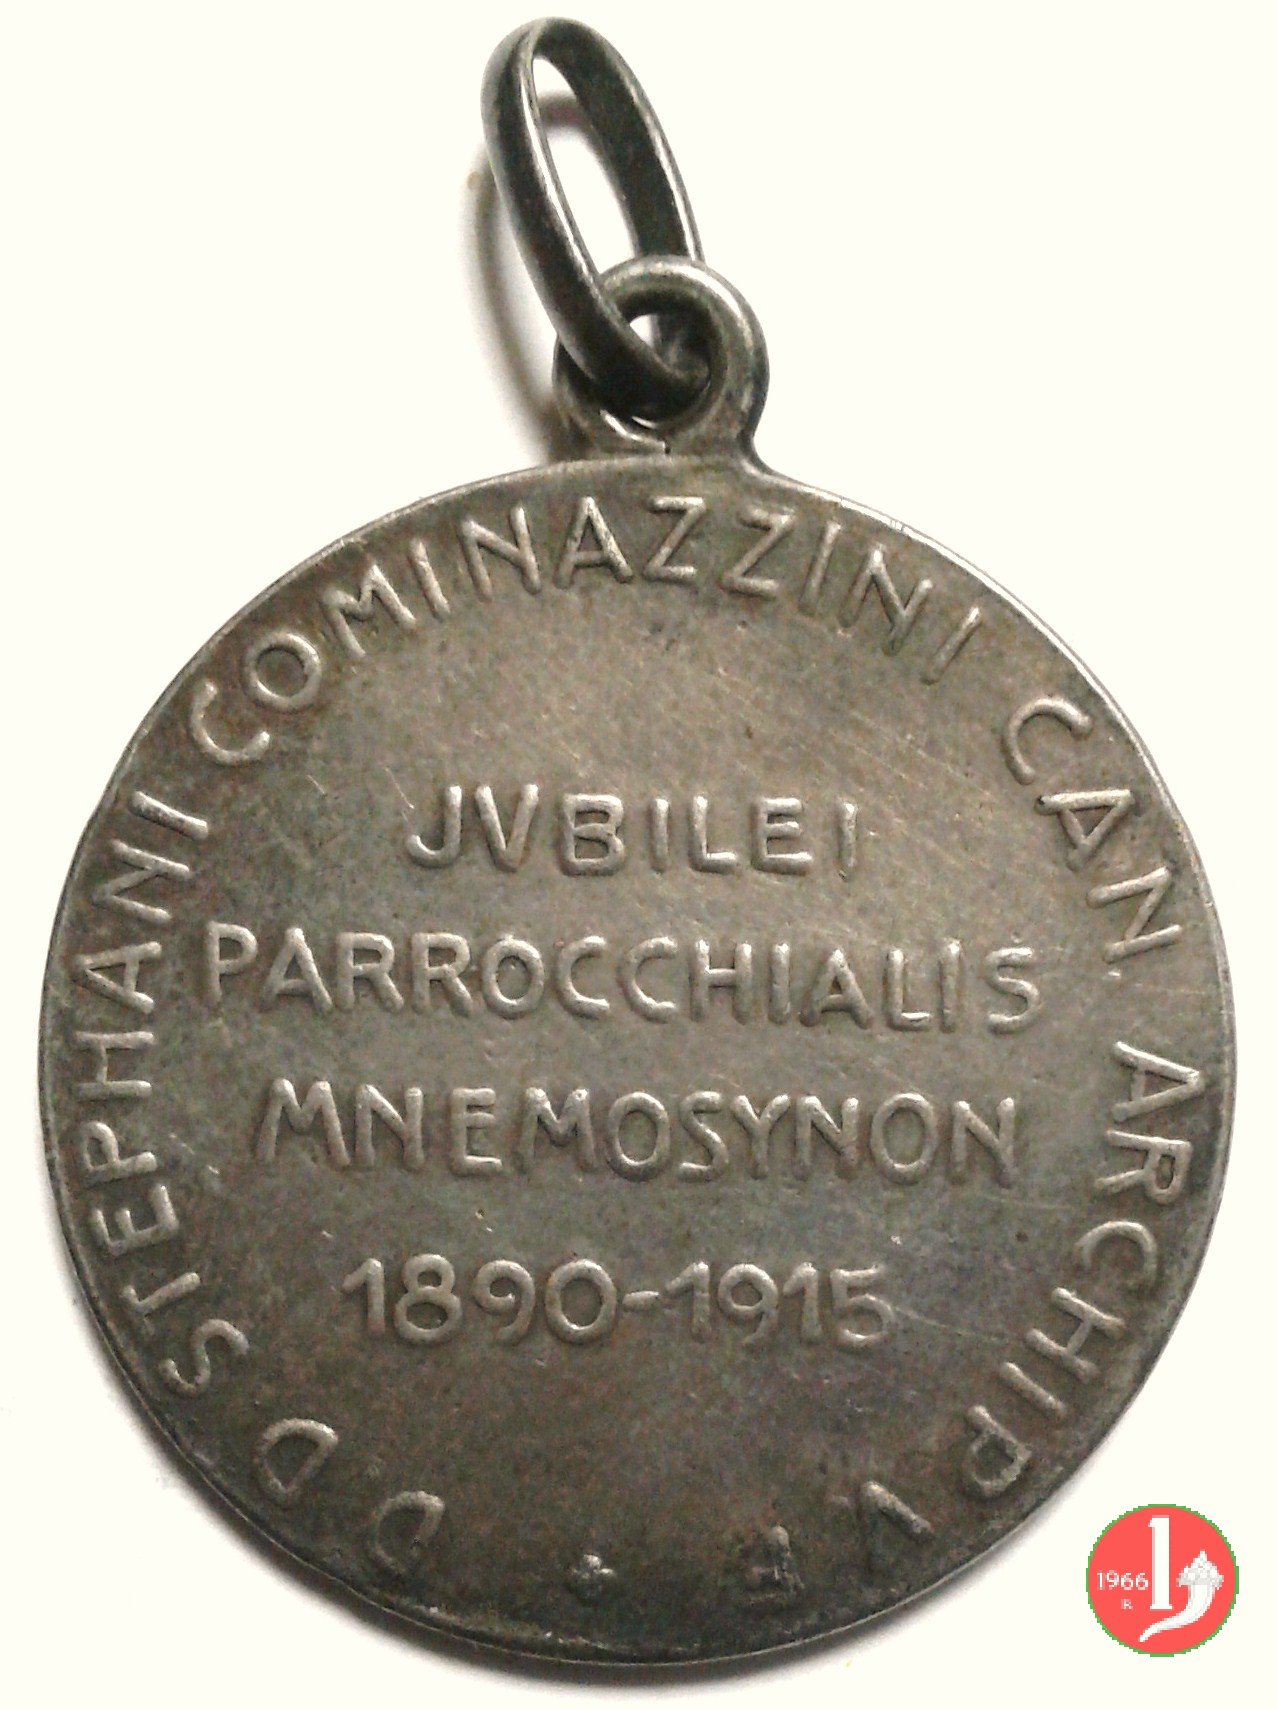 D D STEPHANI COMINAZZINI CAN. ARCHIP. V. F.
JVBILEI
PARROCCHIALIS
MNEMOSYNON
1890-1915
1966
R